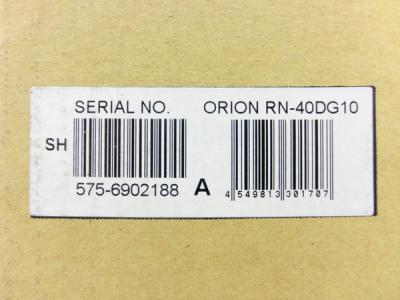 SERIAL NO. ORION RN-40DG10
SH
575-6902188 A 4 549813 301707